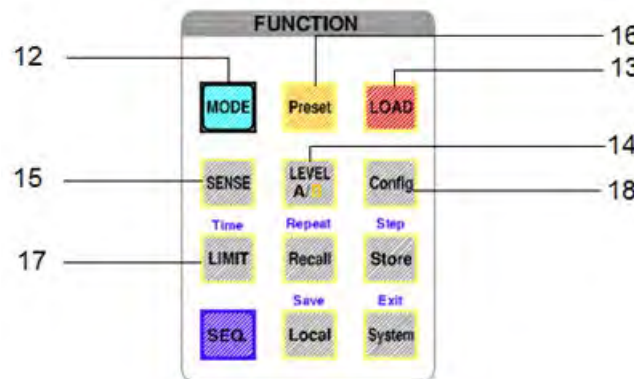 FUNCTION
12
16
13
MODE
Preset
LOAD
15
SENSE
LEVEL
A/B
Config
14
18
Time
Repeat
Step
17
LIMIT
Recall
Store
Save
Exit
SEQ.
Local
System